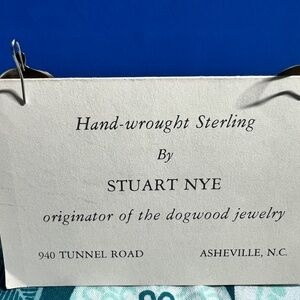 Hand-wrought Sterling
By
STUART NYE
originator of the dogwood jewelry
940 TUNNEL ROAD ASHEVILLE, N.C.